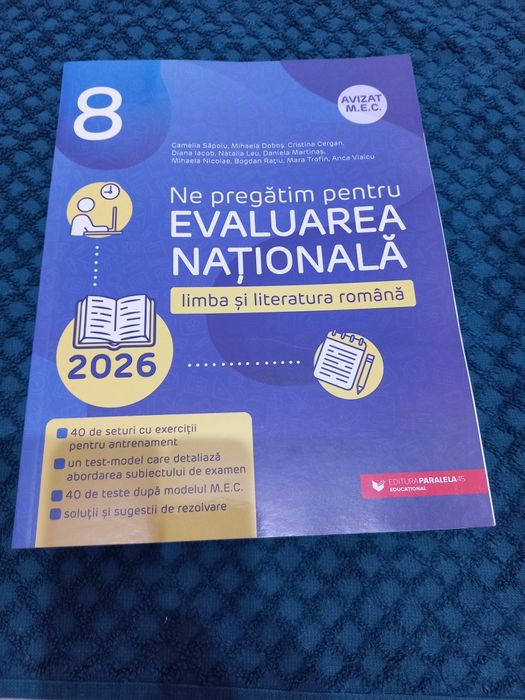 8
AVIZAT
M.E.C.
Camelia Săpoiu, Mihaela Doboș, Cristina Cergan,
Diana Iacob, Natalia Leu, Daniela Martinaș,
Mihaela Nicolae, Bogdan Rațiu, Mara Trofin, Anca Vlaicu
Ne pregătim pentru
EVALUAREA
NAȚIONALĂ
limba și literatura română
2026
40 de seturi cu exerciții
pentru antrenament
un test-model care detaliază
abordarea subiectului de examen
40 de teste după modelul M.E.C.
soluții și sugestii de rezolvare
EDITURA PARALELA 45
EDUCAȚIONAL